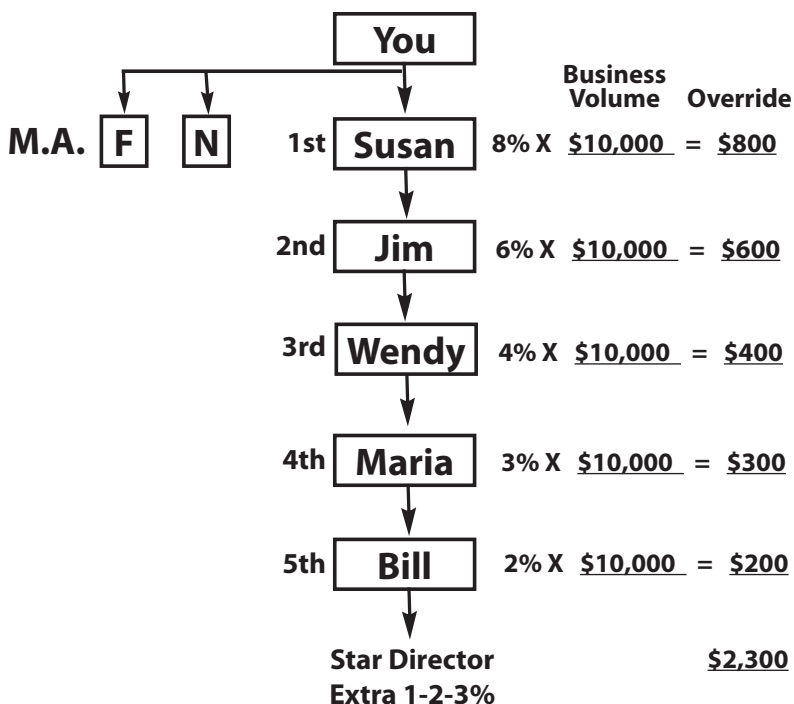 You
Business
Volume Override
M.A. F N 1st Susan 8% X $10,000 = $800
2nd Jim 6% X $10,000 = $600
3rd Wendy 4% X $10,000 = $400
4th Maria 3% X $10,000 = $300
5th Bill 2% X $10,000 = $200
Star Director $2,300
Extra 1-2-3%